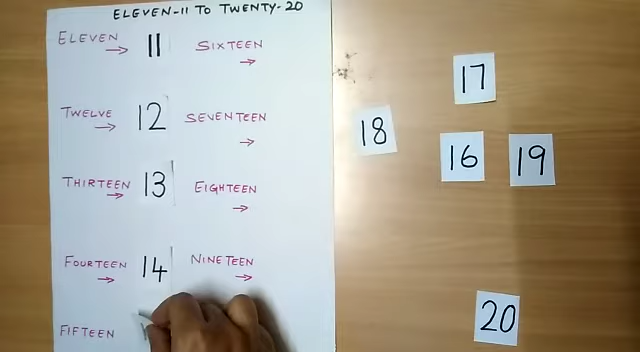 ELEVEN-11 TO TWENTY-20
ELEVEN → 11 SIXTEEN →
TWELVE → 12 SEVENTEEN →
THIRTEEN → 13 EIGHTEEN →
FOURTEEN → 14 NINETEEN →
FIFTEEN
17
18
16
19
20